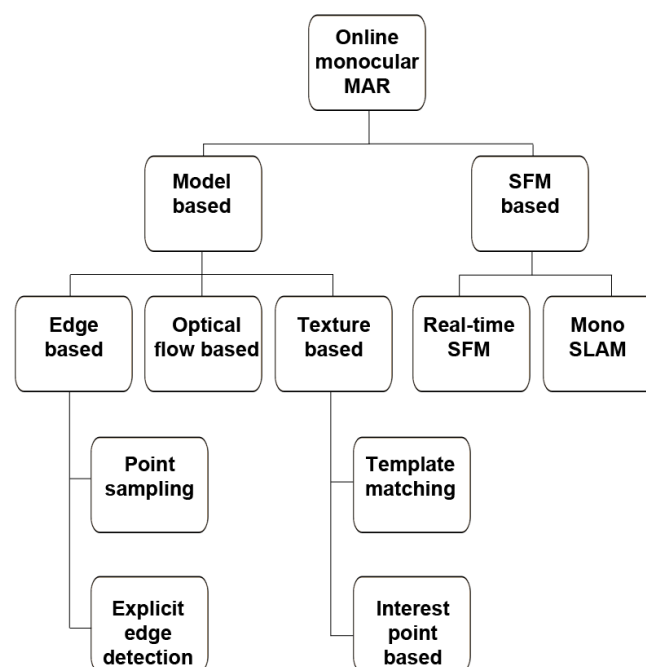 Online
monocular
MAR
Model
based
SFM
based
Edge
based
Optical
flow based
Texture
based
Real-time
SFM
Mono
SLAM
Point
sampling
Template
matching
Explicit
edge
detection
Interest
point
based